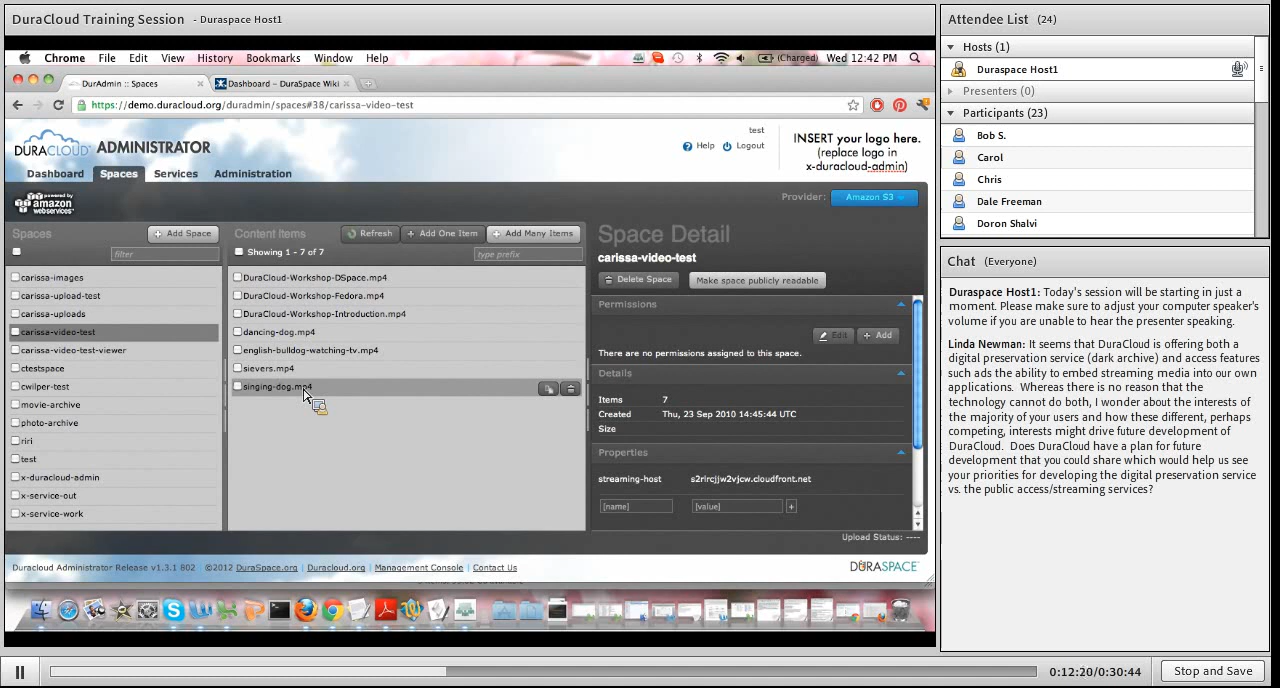 DuraCloud Training Session - Duraspace Host1
Chrome File Edit View History Bookmarks Window Help (Charged) Wed 12:42 PM
DurAdmin :: Spaces Dashboard – DuraSpace Wiki
https://demo.duracloud.org/duradmin/spaces#38/carissa-video-test
DURACLOUD ADMINISTRATOR
test
Help Logout
INSERT your logo here.
(replace logo in
x-duracloud-admin)
Dashboard Spaces Services Administration
powered by
amazon
webservices
Provider: Amazon S3
Spaces
+ Add Space
filter
carissa-images
carissa-upload-test
carissa-uploads
carissa-video-test
carissa-video-test-viewer
ctestspace
cwilper-test
movie-archive
photo-archive
riri
test
x-duracloud-admin
x-service-out
x-service-work
Content Items
Refresh + Add One Item + Add Many Items
Showing 1 - 7 of 7
type prefix
DuraCloud-Workshop-DSpace.mp4
DuraCloud-Workshop-Fedora.mp4
DuraCloud-Workshop-Introduction.mp4
dancing-dog.mp4
english-bulldog-watching-tv.mp4
sievers.mp4
singing-dog.mp4
Space Detail
carissa-video-test
Delete Space Make space publicly readable
Permissions
Edit + Add
There are no permissions assigned to this space.
Details
Items 7
Created Thu, 23 Sep 2010 14:45:44 UTC
Size
Properties
streaming-host s2rlrcjjw2vjcw.cloudfront.net
[name] [value] +
Upload Status: ----
Duracloud Administrator Release v1.3.1 802 ©2012 DuraSpace.org | Duracloud.org | Management Console | Contact Us
DURASPACE
Attendee List (24)
Hosts (1)
Duraspace Host1
Presenters (0)
Participants (23)
Bob S.
Carol
Chris
Dale Freeman
Doron Shalvi
Chat (Everyone)
Duraspace Host1: Today's session will be starting in just a
moment. Please make sure to adjust your computer speaker's
volume if you are unable to hear the presenter speaking.
Linda Newman: It seems that DuraCloud is offering both a
digital preservation service (dark archive) and access features
such ads the ability to embed streaming media into our own
applications. Whereas there is no reason that the
technology cannot do both, I wonder about the interests of
the majority of your users and how these different, perhaps
competing, interests might drive future development of
DuraCloud. Does DuraCloud have a plan for future
development that you could share which would help us see
your priorities for developing the digital preservation service
vs. the public access/streaming services?
0:12:20/0:30:44
Stop and Save